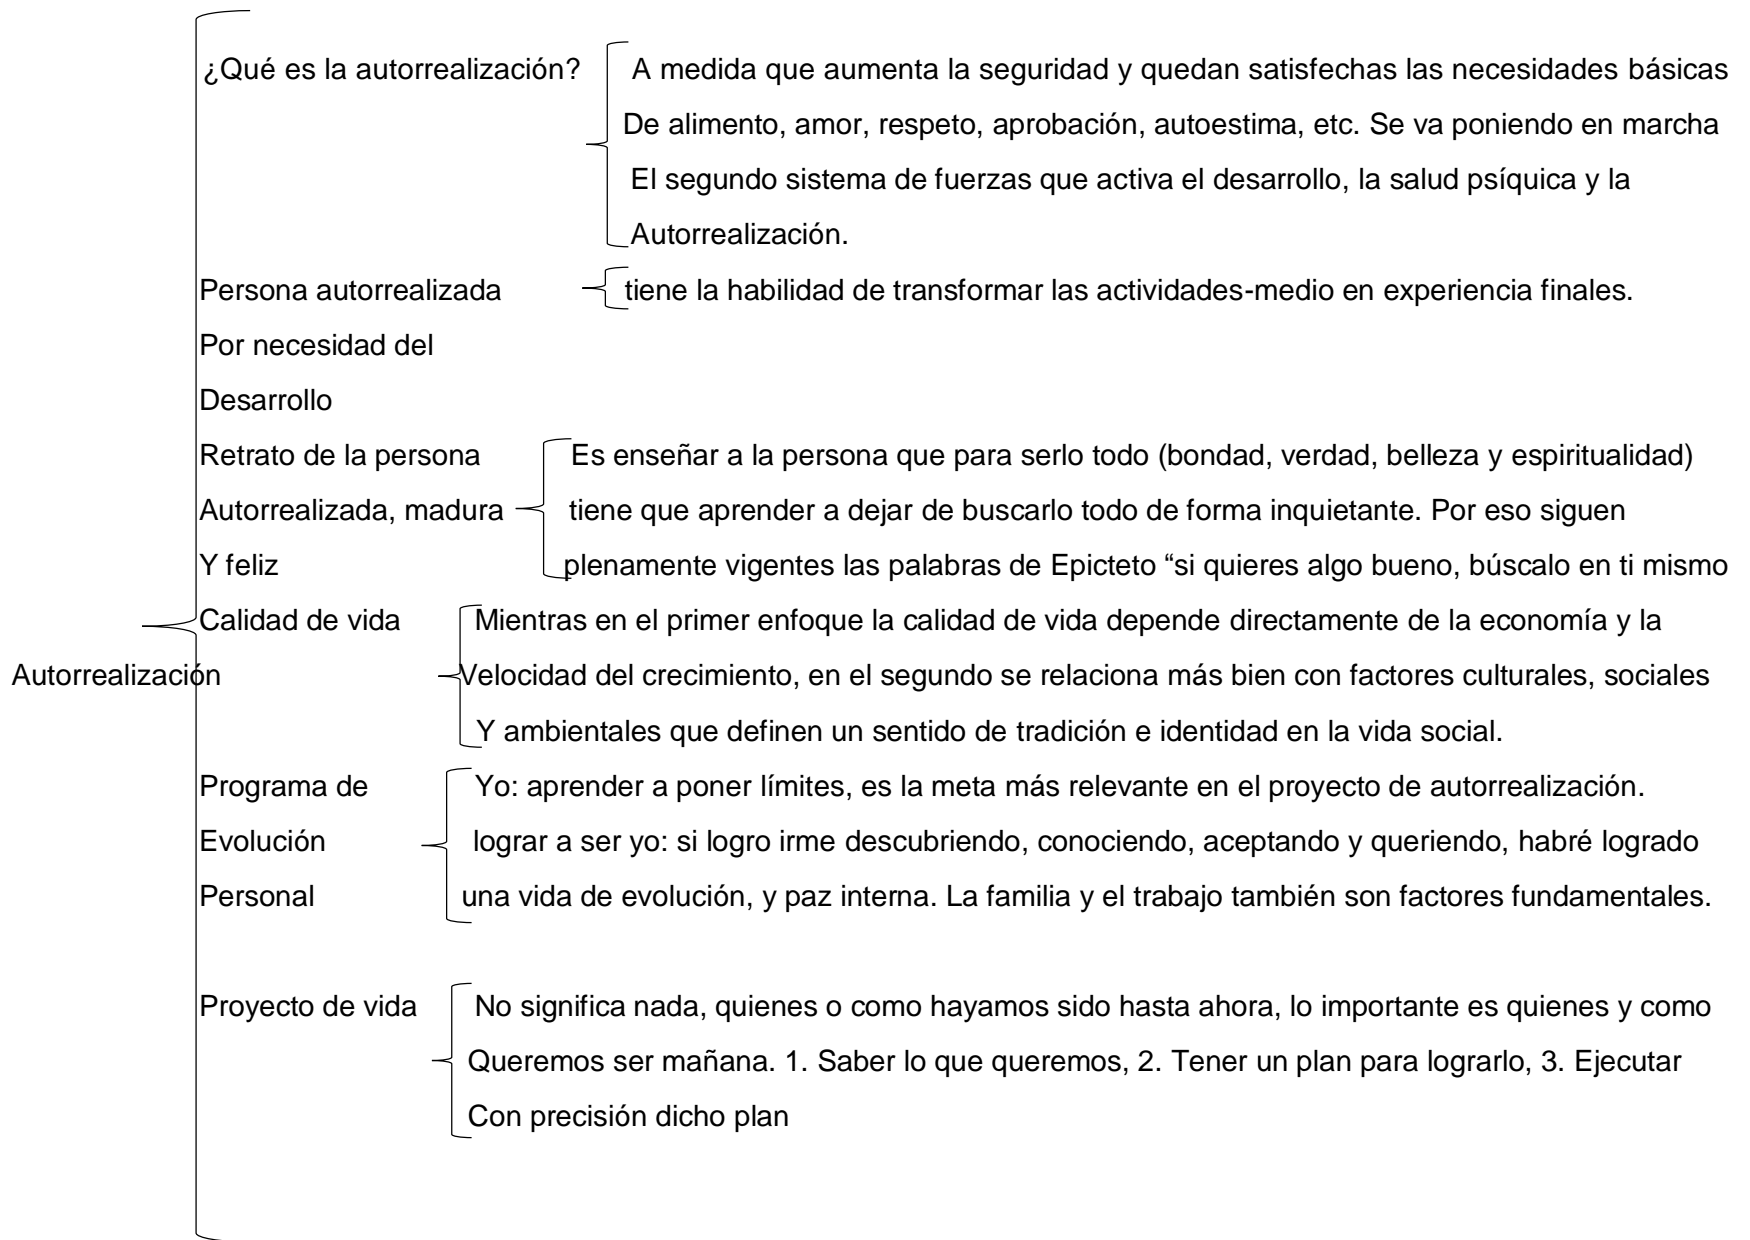 ¿Qué es la autorrealización? A medida que aumenta la seguridad y quedan satisfechas las necesidades básicas
De alimento, amor, respeto, aprobación, autoestima, etc. Se va poniendo en marcha
El segundo sistema de fuerzas que activa el desarrollo, la salud psíquica y la
Autorrealización.
Persona autorrealizada tiene la habilidad de transformar las actividades-medio en experiencia finales.
Por necesidad del
Desarrollo
Retrato de la persona Es enseñar a la persona que para serlo todo (bondad, verdad, belleza y espiritualidad)
Autorrealizada, madura tiene que aprender a dejar de buscarlo todo de forma inquietante. Por eso siguen
Y feliz plenamente vigentes las palabras de Epicteto “si quieres algo bueno, búscalo en ti mismo
Calidad de vida Mientras en el primer enfoque la calidad de vida depende directamente de la economía y la
Autorrealización Velocidad del crecimiento, en el segundo se relaciona más bien con factores culturales, sociales
Y ambientales que definen un sentido de tradición e identidad en la vida social.
Programa de Yo: aprender a poner límites, es la meta más relevante en el proyecto de autorrealización.
Evolución lograr a ser yo: si logro irme descubriendo, conociendo, aceptando y queriendo, habré logrado
Personal una vida de evolución, y paz interna. La familia y el trabajo también son factores fundamentales.
Proyecto de vida No significa nada, quienes o como hayamos sido hasta ahora, lo importante es quienes y como
Queremos ser mañana. 1. Saber lo que queremos, 2. Tener un plan para lograrlo, 3. Ejecutar
Con precisión dicho plan